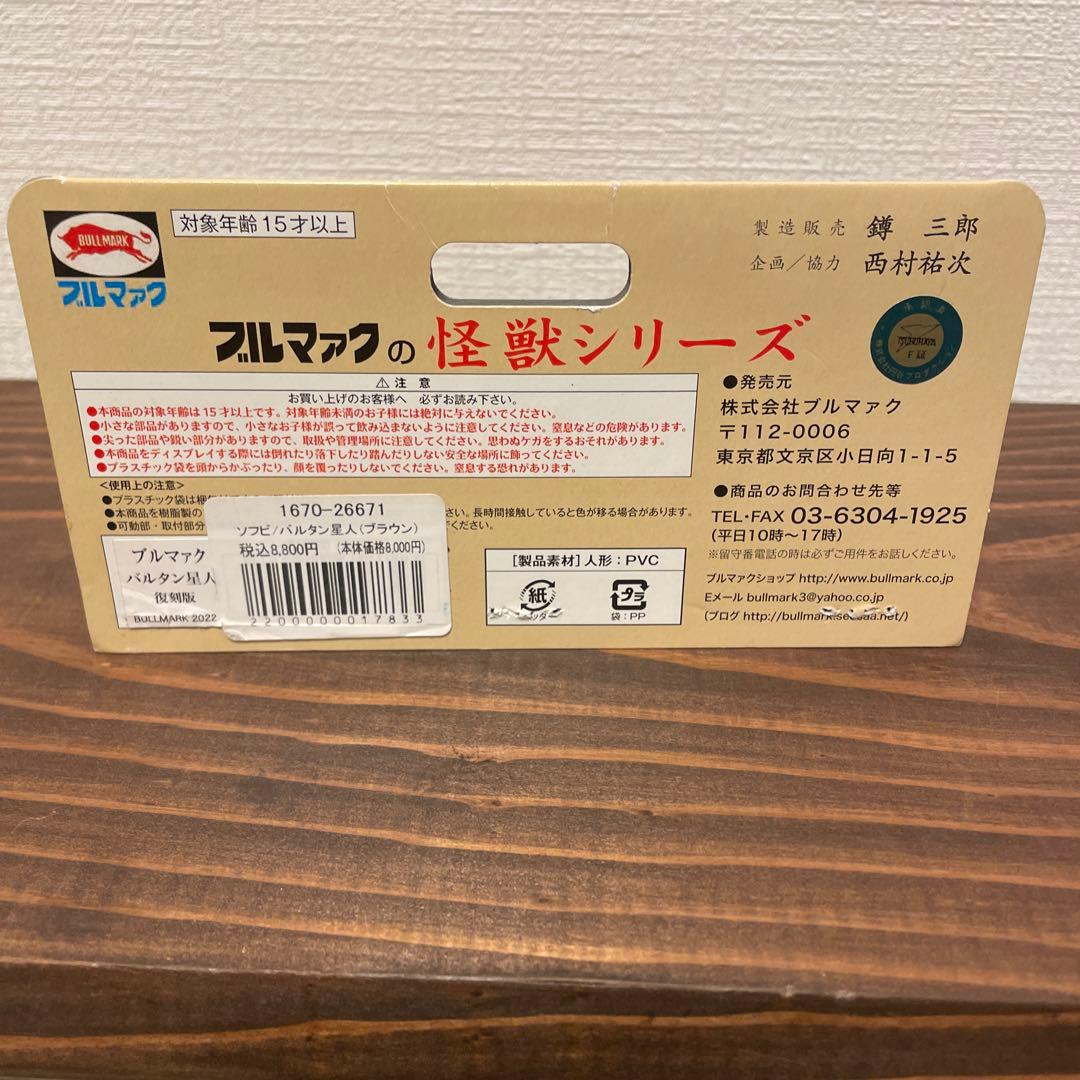 BULLMARK
ブルマァク
対象年齢15才以上
製造販売 鐏 三郎
企画／協力 西村祐次
ブルマァクの怪獣シリーズ
⚠ 注 意
お買い上げのお客様へ 必ずお読み下さい。
●本商品の対象年齢は15才以上です。対象年齢未満のお子様には絶対に与えないでください。
●小さな部品がありますので、小さなお子様が誤って飲み込まないように注意してください。窒息などの危険があります。
●尖った部品や鋭い部分がありますので、取扱や管理場所に注意してください。思わぬケガをするおそれがあります。
●本商品をディスプレイする際には倒れたり落下したり踏んだりしない安全な場所に飾ってください。
●プラスチック袋を頭からかぶったり、顔を覆ったりしないでください。窒息する恐れがあります。
<使用上の注意>
●プラスチック袋は
●本商品を樹脂製の
さい。長時間接触していると色が移る場合があります。
●可動部・取付部分
ください。
1670-26671
ソフビ/バルタン星人(ブラウン)
税込8,800円 (本体価格8,000円)
2200000017833
ブルマァク
バルタン星人
復刻版
BULLMARK 2022
［製品素材］人形：PVC
紙
プラ
袋：PP
TSUBURAYA
●発売元
株式会社ブルマァク
〒112-0006
東京都文京区小日向1-1-5
●商品のお問合わせ先等
TEL・FAX 03-6304-1925
(平日10時〜17時)
※留守番電話の時は必ずご用件をお話しください。
ブルマァクショップ http://www.bullmark.co.jp
Eメール bullmark3@yahoo.co.jp
(ブログ http://bullmark.seesaa.net/)